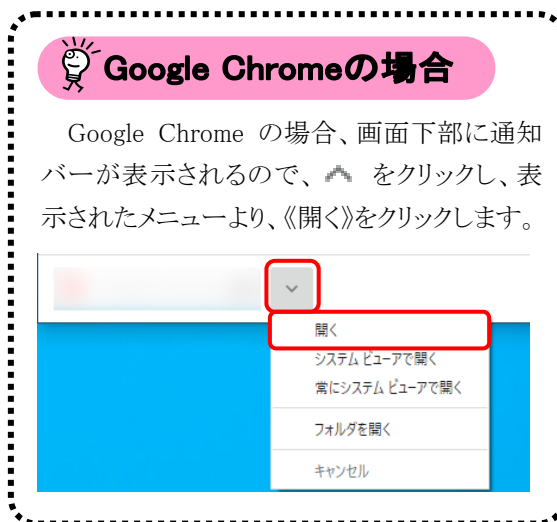 Google Chromeの場合
Google Chrome の場合、画面下部に通知
バーが表示されるので、 をクリックし、表
示されたメニューより、《開く》をクリックします。
開く
システム ビューアで開く
常にシステム ビューアで開く
フォルダを開く
キャンセル